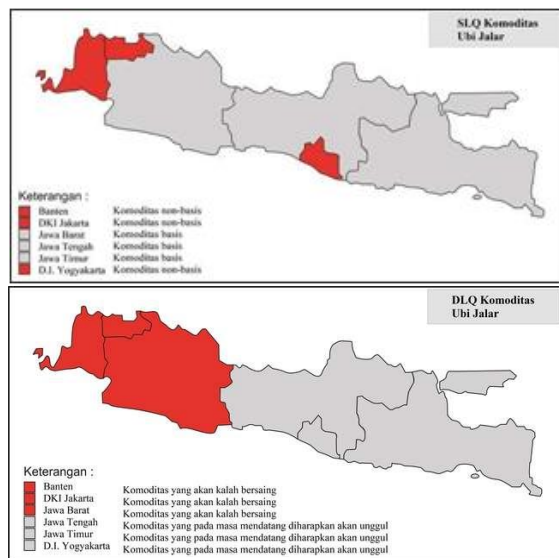 SLQ Komoditas
Ubi Jalar
Keterangan :
Banten Komoditas non-basis
DKI Jakarta Komoditas non-basis
Jawa Barat Komoditas basis
Jawa Tengah Komoditas basis
Jawa Timur Komoditas basis
D.I. Yogyakarta Komoditas non-basis
DLQ Komoditas
Ubi Jalar
Keterangan :
Banten Komoditas yang akan kalah bersaing
DKI Jakarta Komoditas yang akan kalah bersaing
Jawa Barat Komoditas yang akan kalah bersaing
Jawa Tengah Komoditas yang pada masa mendatang diharapkan akan unggul
Jawa Timur Komoditas yang pada masa mendatang diharapkan akan unggul
D.I. Yogyakarta Komoditas yang pada masa mendatang diharapkan akan unggul